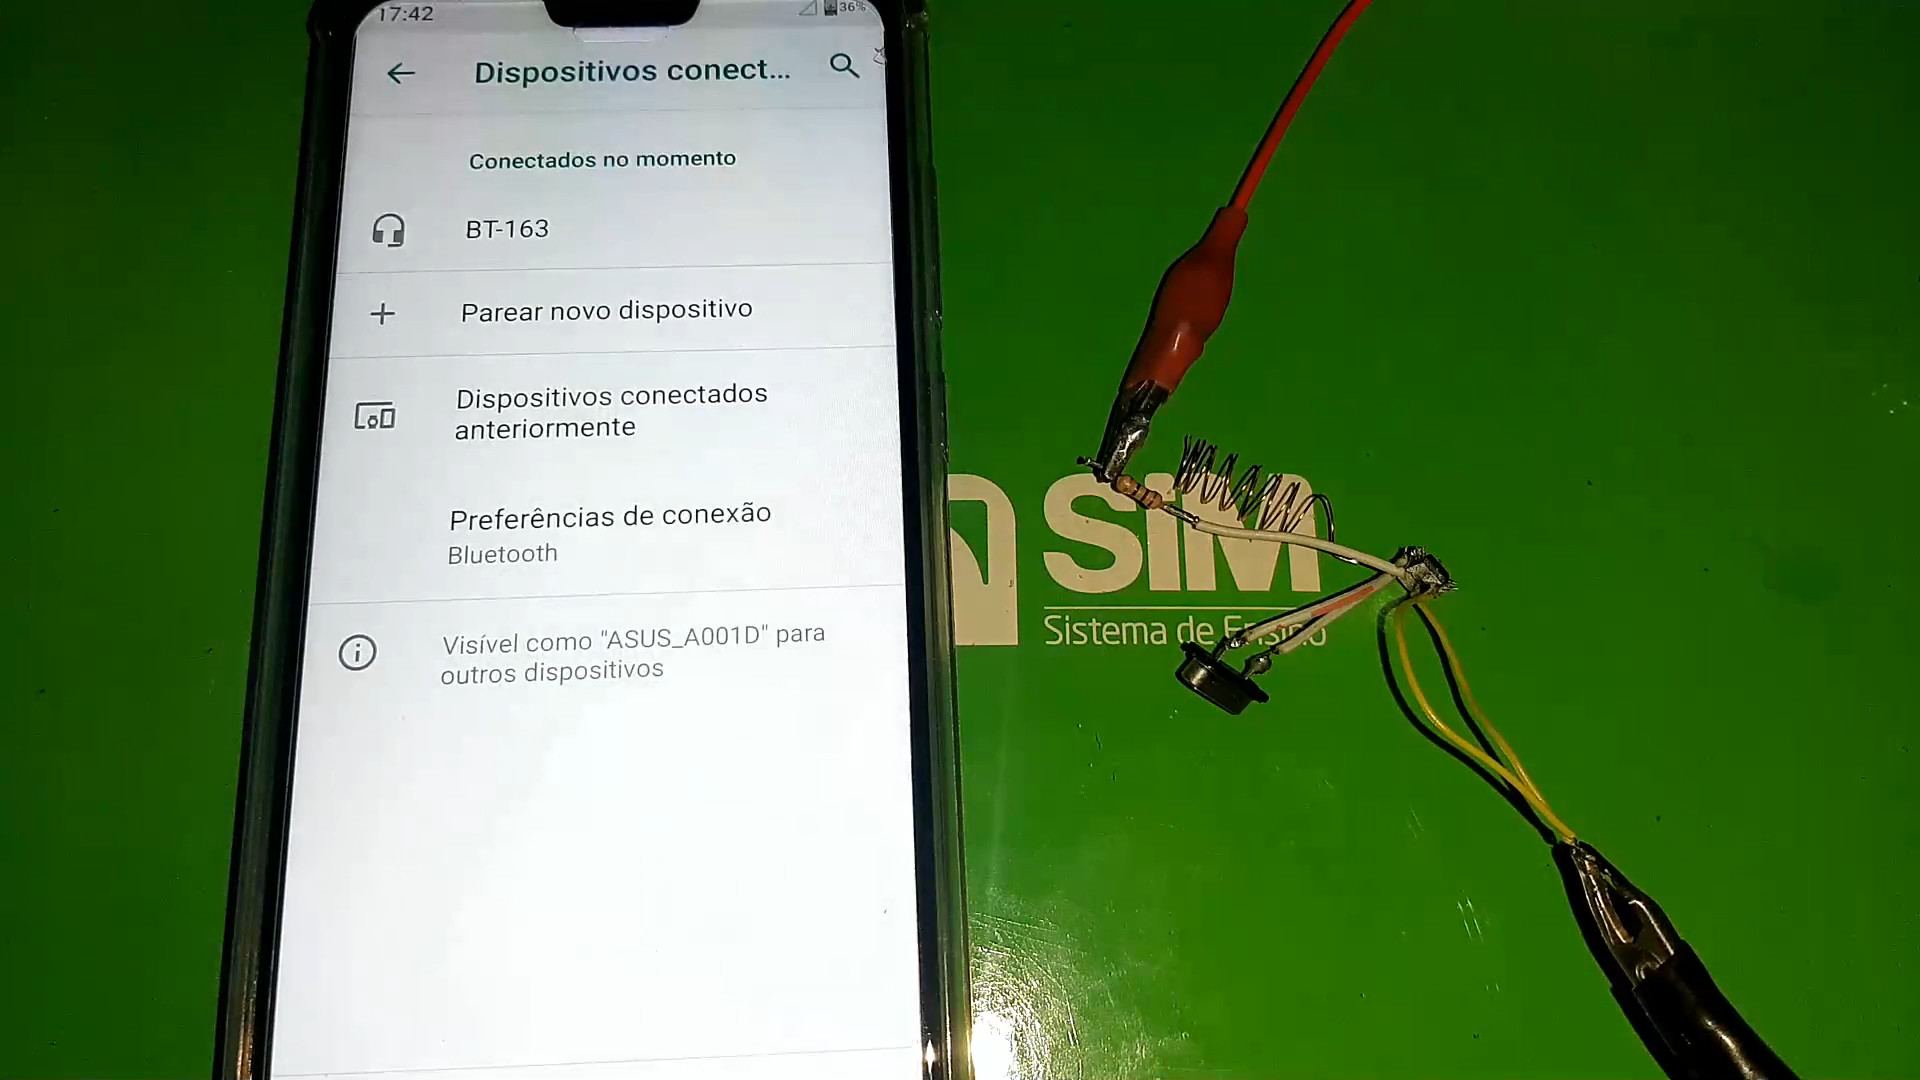 17:42
36%
Dispositivos conect...
Conectados no momento
BT-163
Parear novo dispositivo
Dispositivos conectados
anteriormente
Preferências de conexão
Bluetooth
Visível como "ASUS_A001D" para
outros dispositivos
SiM
Sistema de Ensino